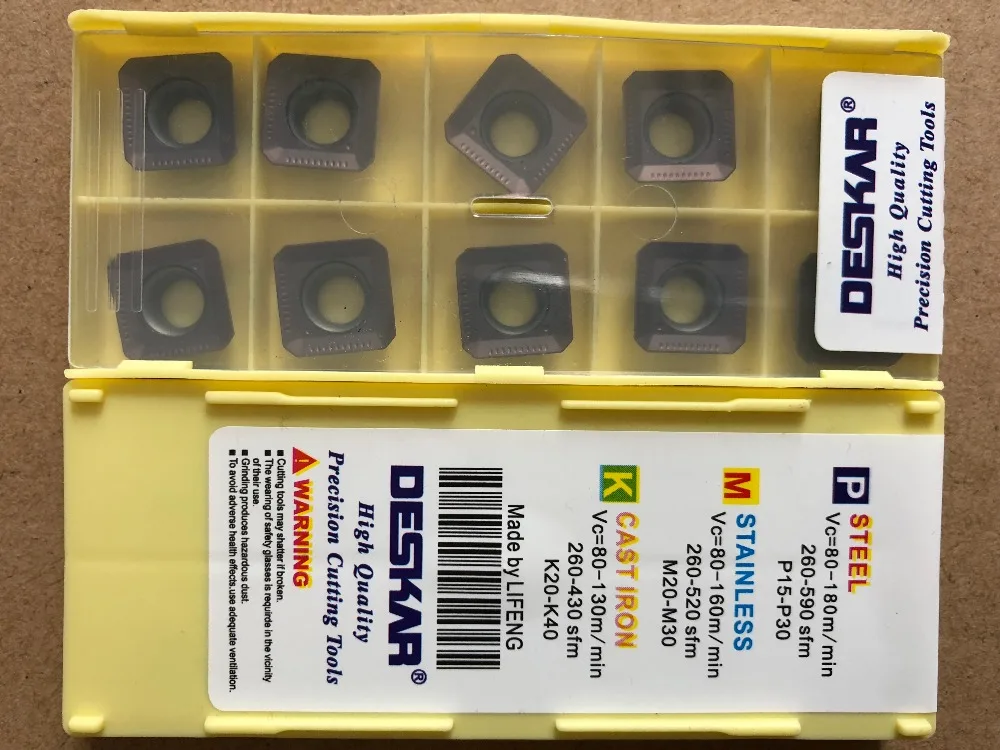 DESKAR®
High Quality
Precision Cutting Tools
P STEEL
Vc=80-180m/min
260-590 sfm
P15-P30
M STAINLESS
Vc=80-160m/min
260-520 sfm
M20-M30
K CAST IRON
Vc=80-130m/min
260-430 sfm
K20-K40
Made by LIFENG
DESKAR®
High Quality
Precision Cutting Tools
WARNING
Cutting tools may shatter if broken.
The wearing of safety glasses is requirde in the vicinity
of their use.
Grinding produces hazardous dust.
To avoid adverse health effects,use adequate ventilation.